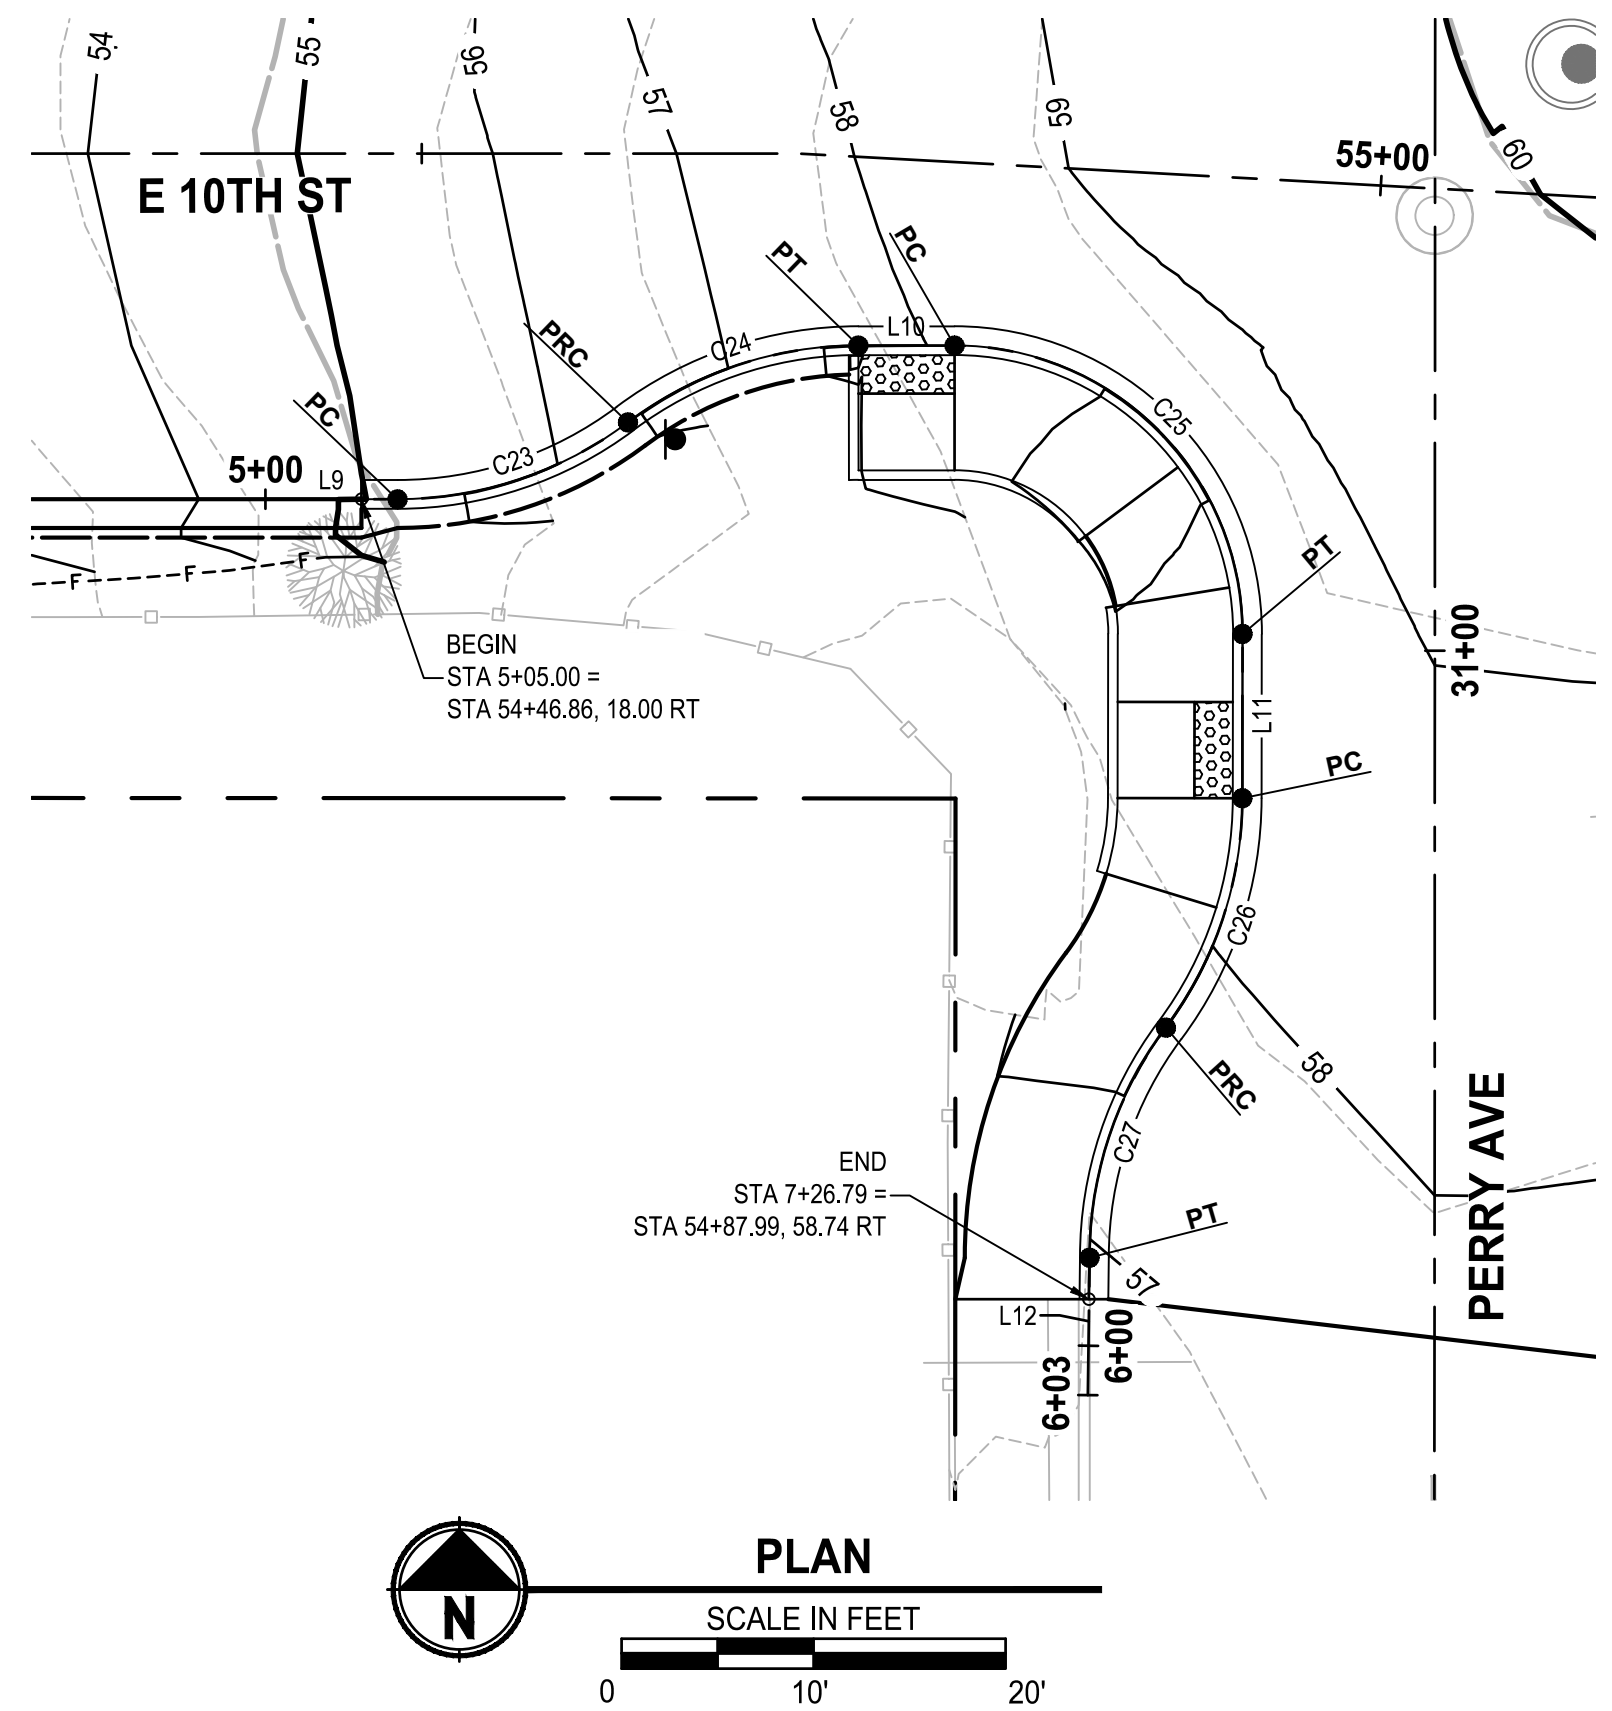 54
55
56
57
58
59
60
55+00
E 10TH ST
PT
PC
PRC
C24
L10
PC
C25
5+00
L9
C23
PT
F
F
F
31+00
BEGIN
STA 5+05.00 =
STA 54+46.86, 18.00 RT
L11
PC
C26
58
PRC
PERRY AVE
C27
END
STA 7+26.79 =
STA 54+87.99, 58.74 RT
PT
57
L12
6+00
6+03
PLAN
N
SCALE IN FEET
0 10' 20'